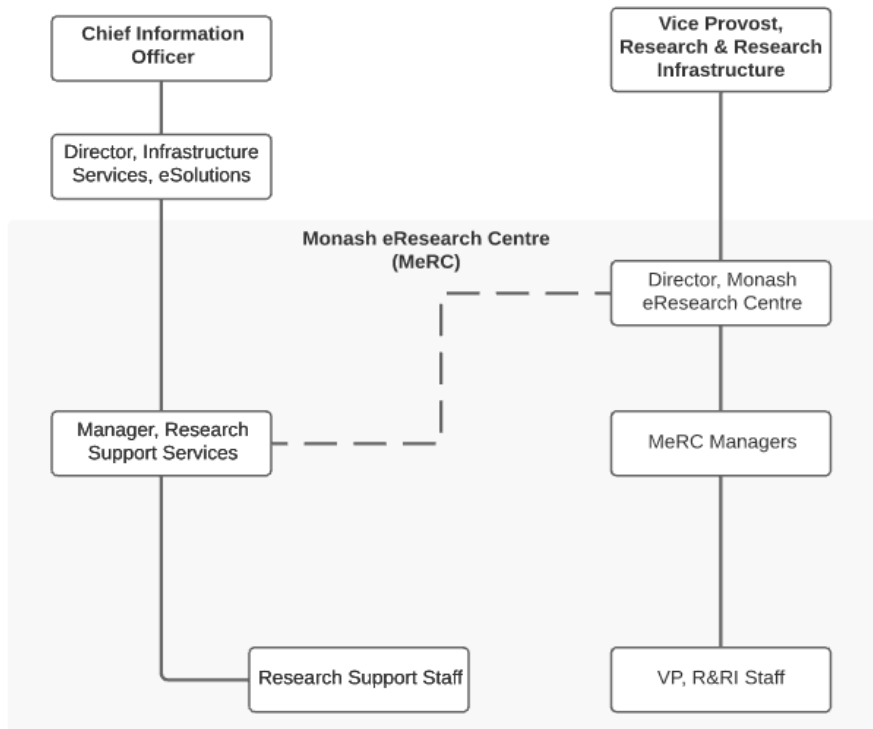 Chief Information
Officer
Vice Provost,
Research & Research
Infrastructure
Director, Infrastructure
Services, eSolutions
Monash eResearch Centre
(MeRC)
Director, Monash
eResearch Centre
Manager, Research
Support Services
MeRC Managers
Research Support Staff
VP, R&RI Staff